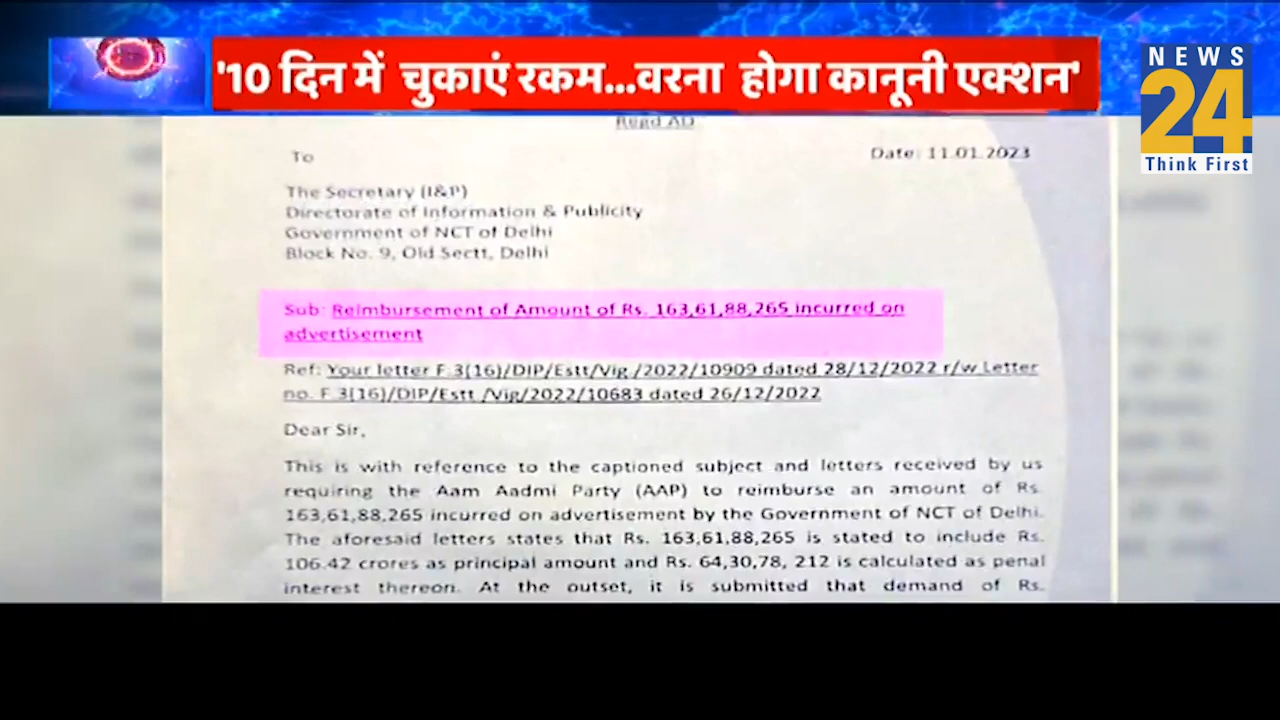 '10 दिन में चुकाएं रकम...वरना होगा कानूनी एक्शन'
NEWS
24
Think First
Regd AD
To
Date: 11.01.2023
The Secretary (I&P)
Directorate of Information & Publicity
Government of NCT of Delhi
Block No. 9, Old Sectt, Delhi
Sub: Reimbursement of Amount of Rs. 163,61,88,265 incurred on
advertisement
Ref: Your letter F.3(16)/DIP/Estt/Vig./2022/10909 dated 28/12/2022 r/w Letter
no. F.3(16)/DIP/Estt./Vig/2022/10683 dated 26/12/2022
Dear Sir,
This is with reference to the captioned subject and letters received by us
requiring the Aam Aadmi Party (AAP) to reimburse an amount of Rs.
163,61,88,265 incurred on advertisement by the Government of NCT of Delhi.
The aforesaid letters states that Rs. 163,61,88,265 is stated to include Rs.
106.42 crores as principal amount and Rs. 64,30,78, 212 is calculated as penal
interest thereon. At the outset, it is submitted that demand of Rs.